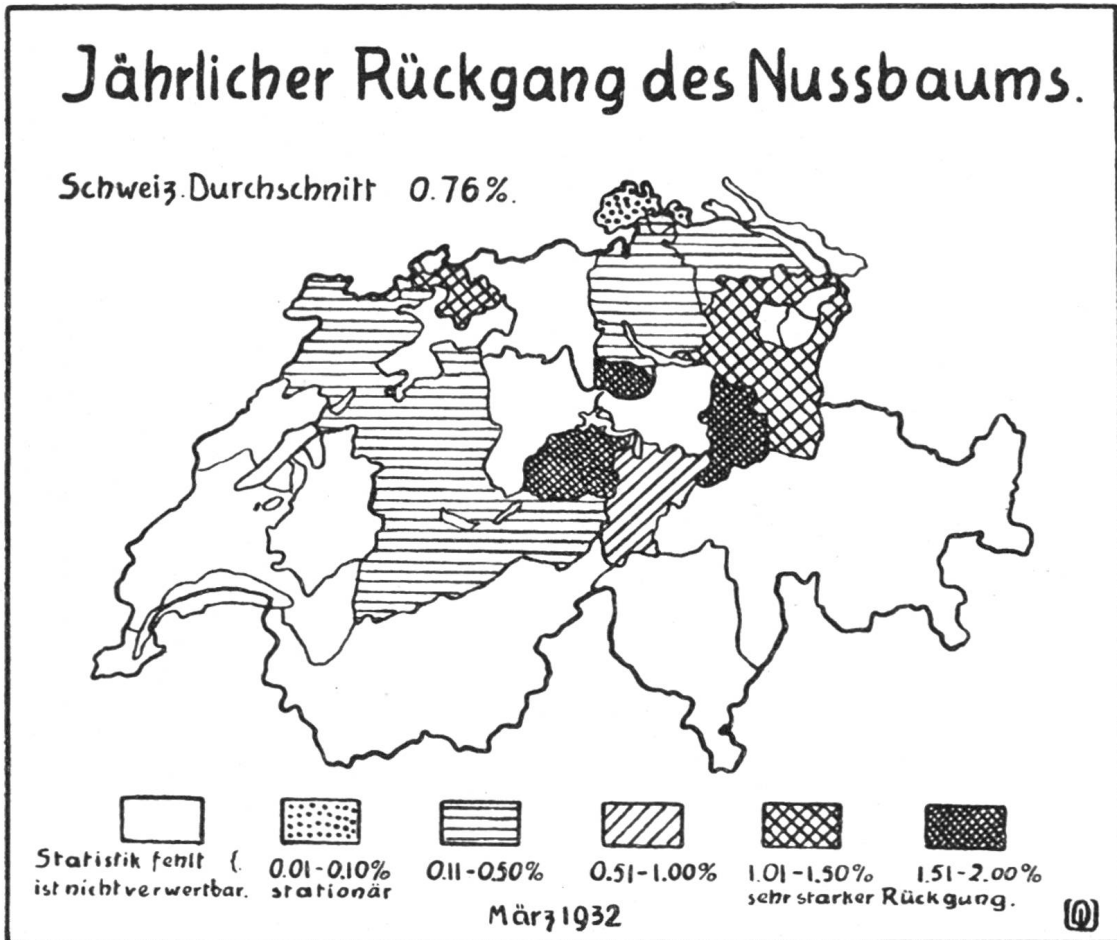 Jährlicher Rückgang des Nussbaums.
Schweiz. Durchschnitt 0.76%.
Statistik fehlt (.
ist nicht verwertbar.
0.01-0.10%
stationär
0.11-0.50%
0.51-1.00%
1.01-1.50%
1.51-2.00%
sehr starker Rückgung.
März 1932